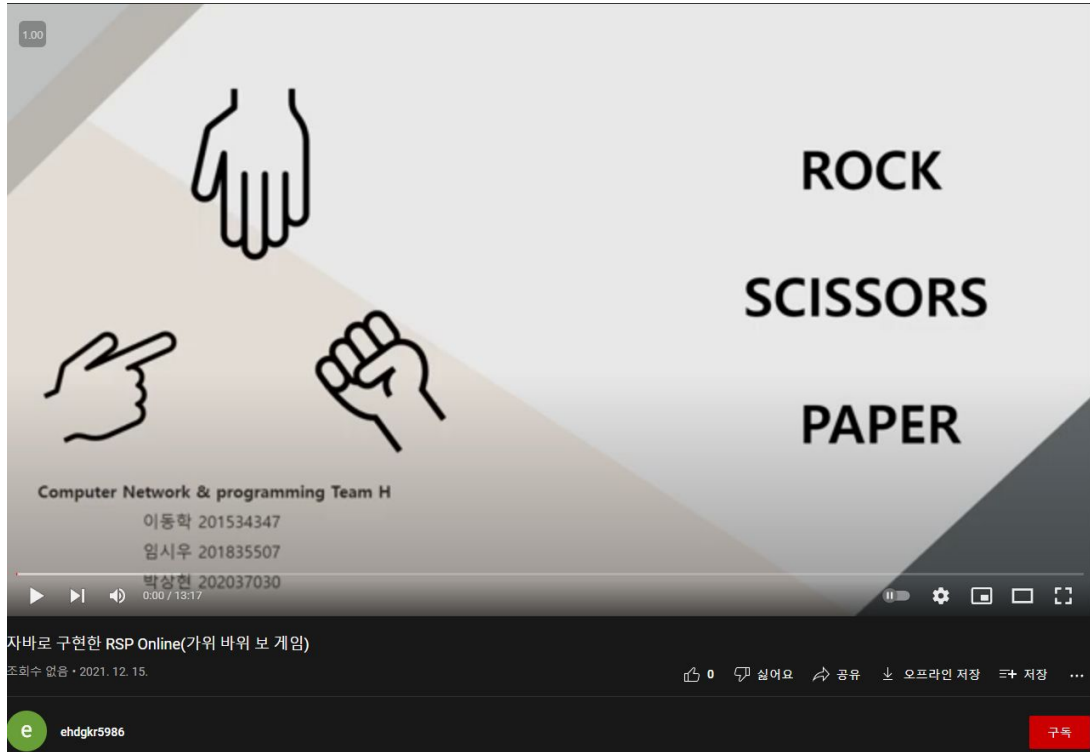 1.00
ROCK
SCISSORS
PAPER
Computer Network & programming Team H
이동학 201534347
임시우 201835507
박상현 202037030
0:00 / 13:17
자바로 구현한 RSP Online(가위 바위 보 게임)
조회수 없음 • 2021. 12. 15.
0 싫어요 공유 오프라인 저장 저장 ...
e ehdgkr5986 구독